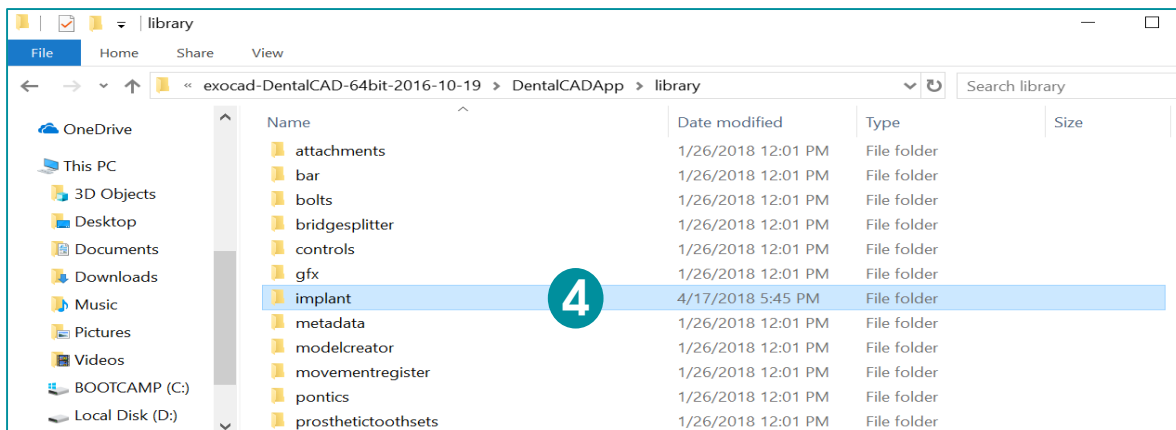 library
File Home Share View
« exocad-DentalCAD-64bit-2016-10-19 > DentalCADApp > library Search library
Name Date modified Type Size
OneDrive
This PC
3D Objects
Desktop
Documents
Downloads
Music
Pictures
Videos
BOOTCAMP (C:)
Local Disk (D:)
attachments 1/26/2018 12:01 PM File folder
bar 1/26/2018 12:01 PM File folder
bolts 1/26/2018 12:01 PM File folder
bridgesplitter 1/26/2018 12:01 PM File folder
controls 1/26/2018 12:01 PM File folder
gfx 1/26/2018 12:01 PM File folder
implant 4 4/17/2018 5:45 PM File folder
metadata 1/26/2018 12:01 PM File folder
modelcreator 1/26/2018 12:01 PM File folder
movementregister 1/26/2018 12:01 PM File folder
pontics 1/26/2018 12:01 PM File folder
prosthetictoothsets 1/26/2018 12:01 PM File folder